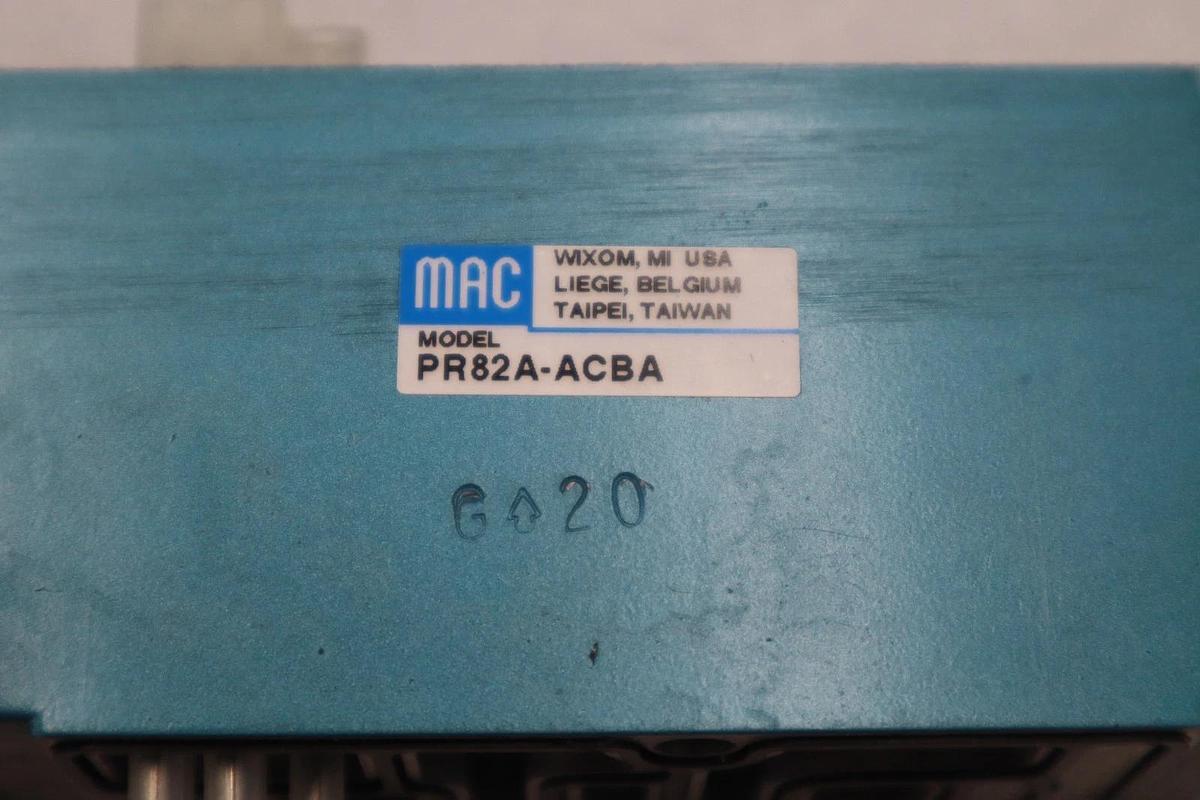 MAC
WIXOM, MI USA
LIEGE, BELGIUM
TAIPEI, TAIWAN
MODEL
PR82A-ACBA
G⇧20